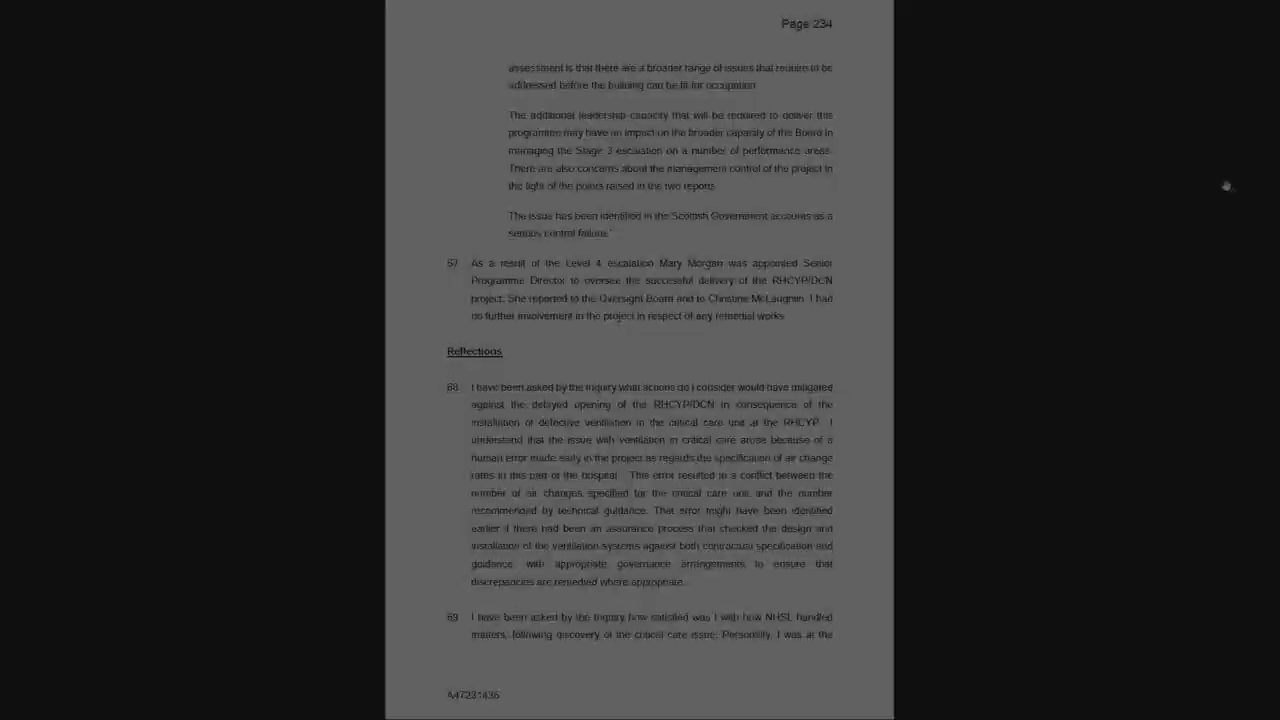 Page 234
assessment is that there are a broader range of issues that require to be
addressed before the building can be fit for occupation.
The additional leadership capacity that will be required to deliver this
programme may have an impact on the broader capacity of the Board in
managing the Stage 3 escalation on a number of performance areas.
There are also concerns about the management control of the project in
the light of the points raised in the two reports.
The issue has been identified in the Scottish Government accounts as a
serious control failure.'
67. As a result of the Level 4 escalation Mary Morgan was appointed Senior
Programme Director to oversee the successful delivery of the RHCYP/DCN
project. She reported to the Oversight Board and to Christine McLaughlin. I had
no further involvement in the project in respect of any remedial works.
Reflections
68. I have been asked by the Inquiry what actions do I consider would have mitigated
against the delayed opening of the RHCYP/DCN in consequence of the
installation of defective ventilation in the critical care unit at the RHCYP. I
understand that the issue with ventilation in critical care arose because of a
human error made early in the project as regards the specification of air change
rates in this part of the hospital. This error resulted in a conflict between the
number of air changes specified for the critical care unit and the number
recommended by technical guidance. That error might have been identified
earlier if there had been an assurance process that checked the design and
installation of the ventilation systems against both contractual specification and
guidance, with appropriate governance arrangements to ensure that
discrepancies are remedied where appropriate.
69. I have been asked by the Inquiry how satisfied was I with how NHSL handled
matters, following discovery of the critical care issue. Personally, I was at the
A47231435